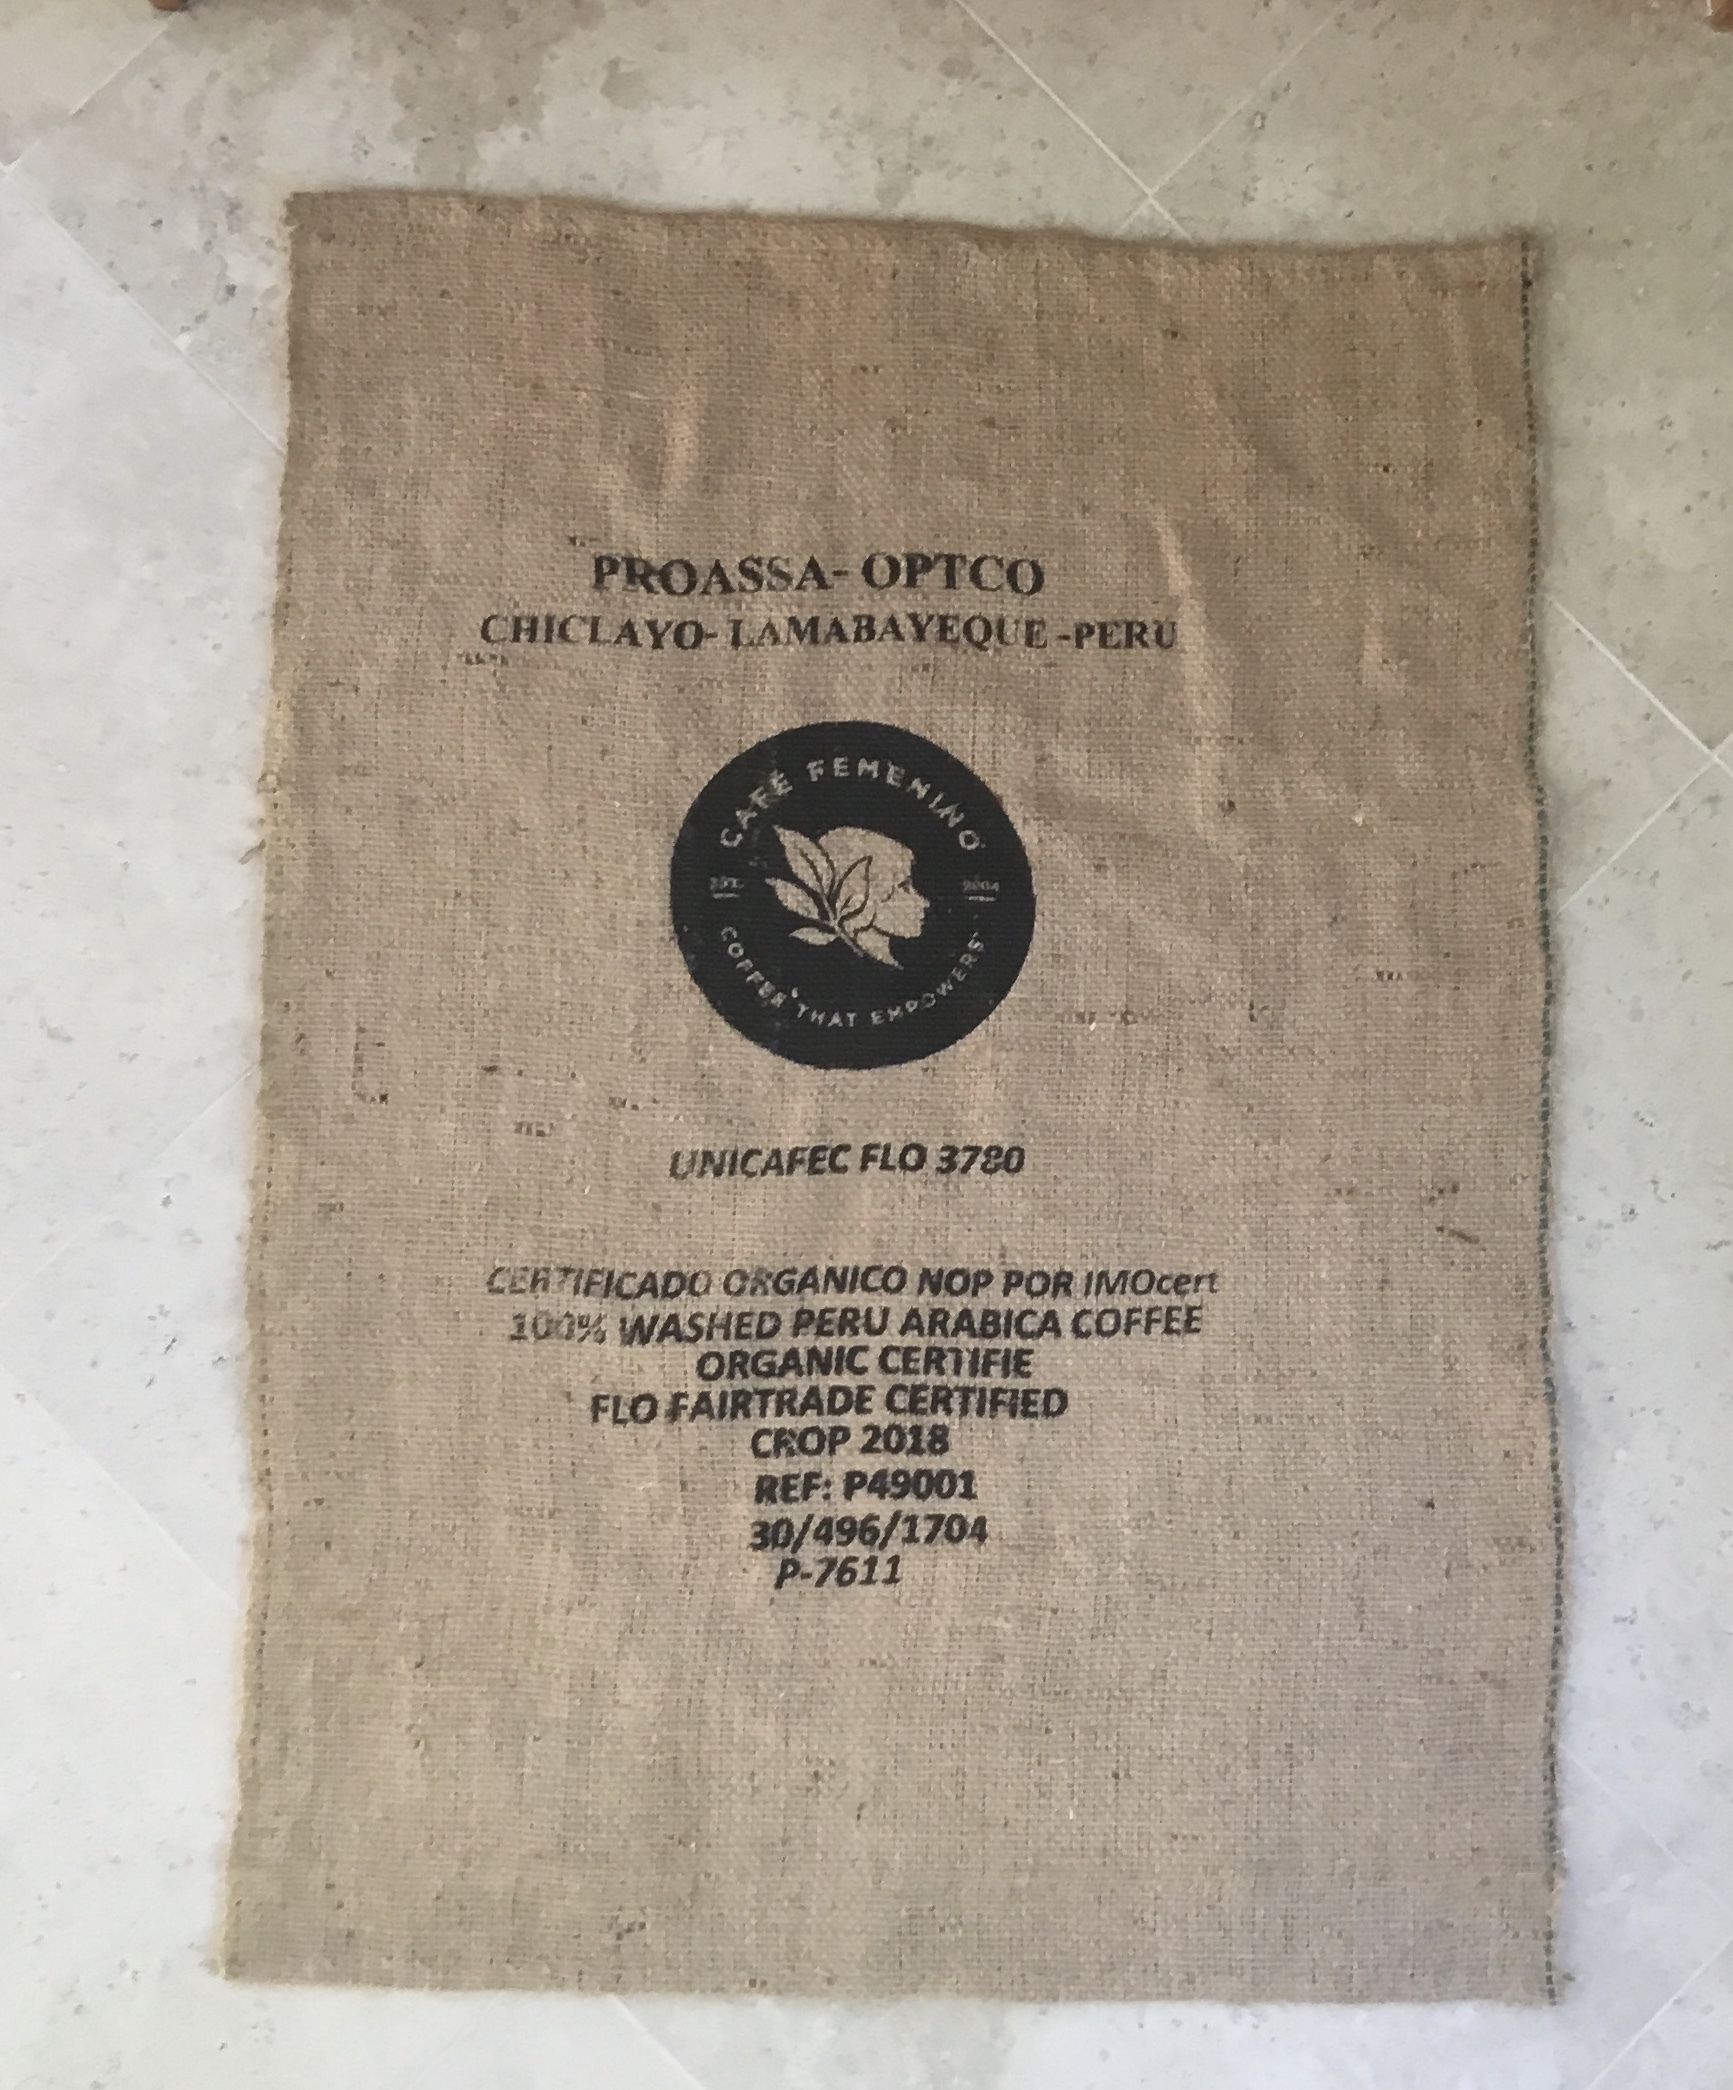 PROASSA- OPTCO
CHICLAYO- LAMABAYEQUE -PERU
CAFÉ FEMENINO
EST. 2004
COFFEE THAT EMPOWERS
UNICAFEC FLO 3780
CERTIFICADO ORGANICO NOP POR IMOcert
100% WASHED PERU ARABICA COFFEE
ORGANIC CERTIFIE
FLO FAIRTRADE CERTIFIED
CROP 2018
REF: P49001
30/496/1704
P-7611